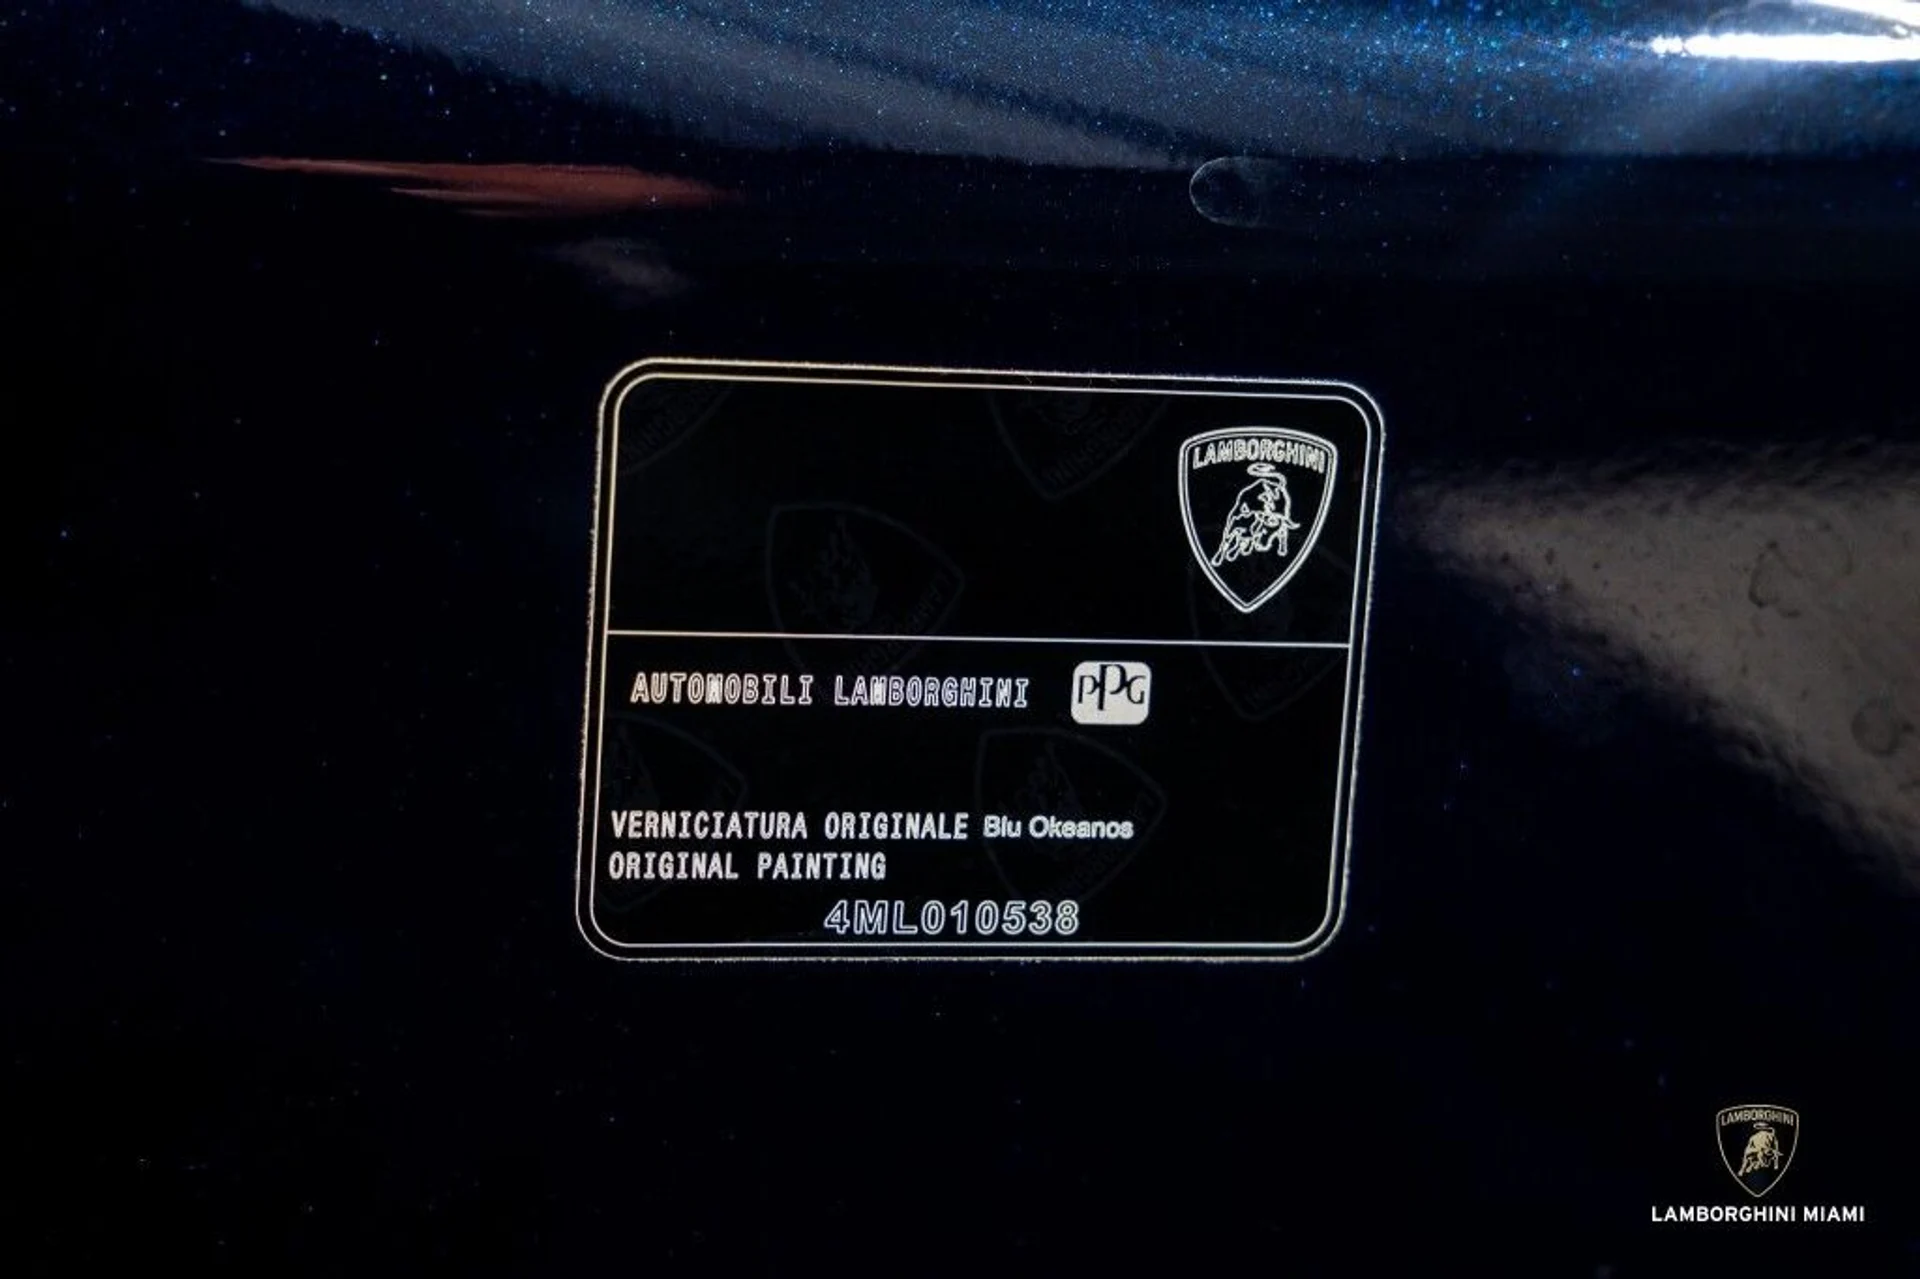 LAMBORGHINI
AUTOMOBILI LAMBORGHINI PPG
VERNICIATURA ORIGINALE Blu Okeanos
ORIGINAL PAINTING
4ML010538
LAMBORGHINI
LAMBORGHINI MIAMI